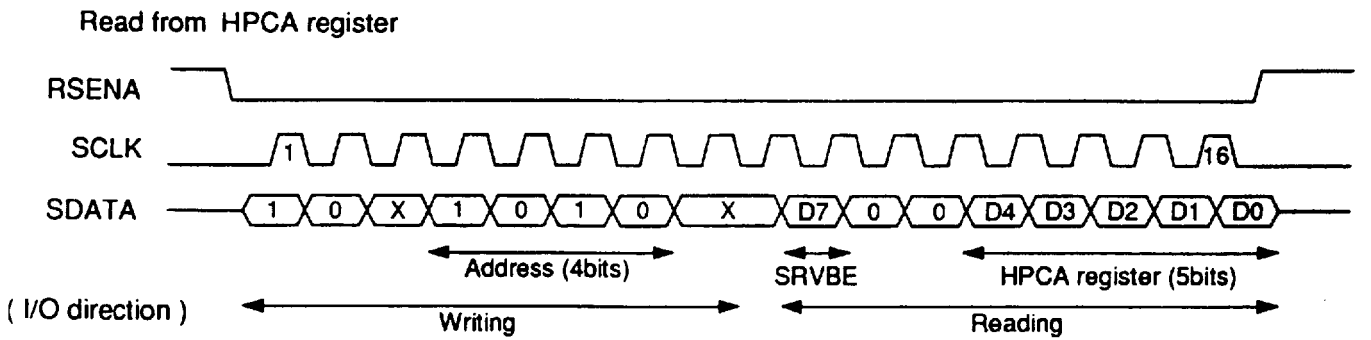 Read from HPCA register
RSENA
SCLK 1 16
SDATA 1 0 X 1 0 1 0 X D7 0 0 D4 D3 D2 D1 D0
Address (4bits) SRVBE HPCA register (5bits)
( I/O direction ) Writing Reading